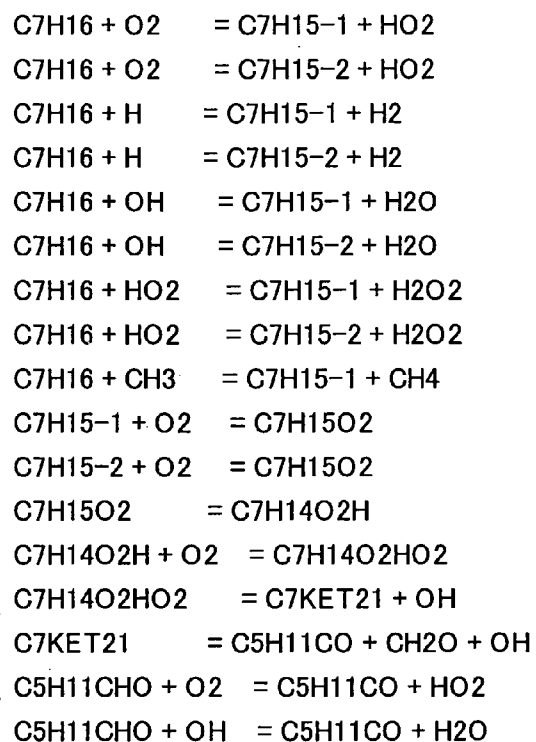 C7H16 + O2 = C7H15-1 + HO2
C7H16 + O2 = C7H15-2 + HO2
C7H16 + H = C7H15-1 + H2
C7H16 + H = C7H15-2 + H2
C7H16 + OH = C7H15-1 + H2O
C7H16 + OH = C7H15-2 + H2O
C7H16 + HO2 = C7H15-1 + H2O2
C7H16 + HO2 = C7H15-2 + H2O2
C7H16 + CH3 = C7H15-1 + CH4
C7H15-1 + O2 = C7H15O2
C7H15-2 + O2 = C7H15O2
C7H15O2 = C7H14O2H
C7H14O2H + O2 = C7H14O2HO2
C7H14O2HO2 = C7KET21 + OH
C7KET21 = C5H11CO + CH2O + OH
C5H11CHO + O2 = C5H11CO + HO2
C5H11CHO + OH = C5H11CO + H2O